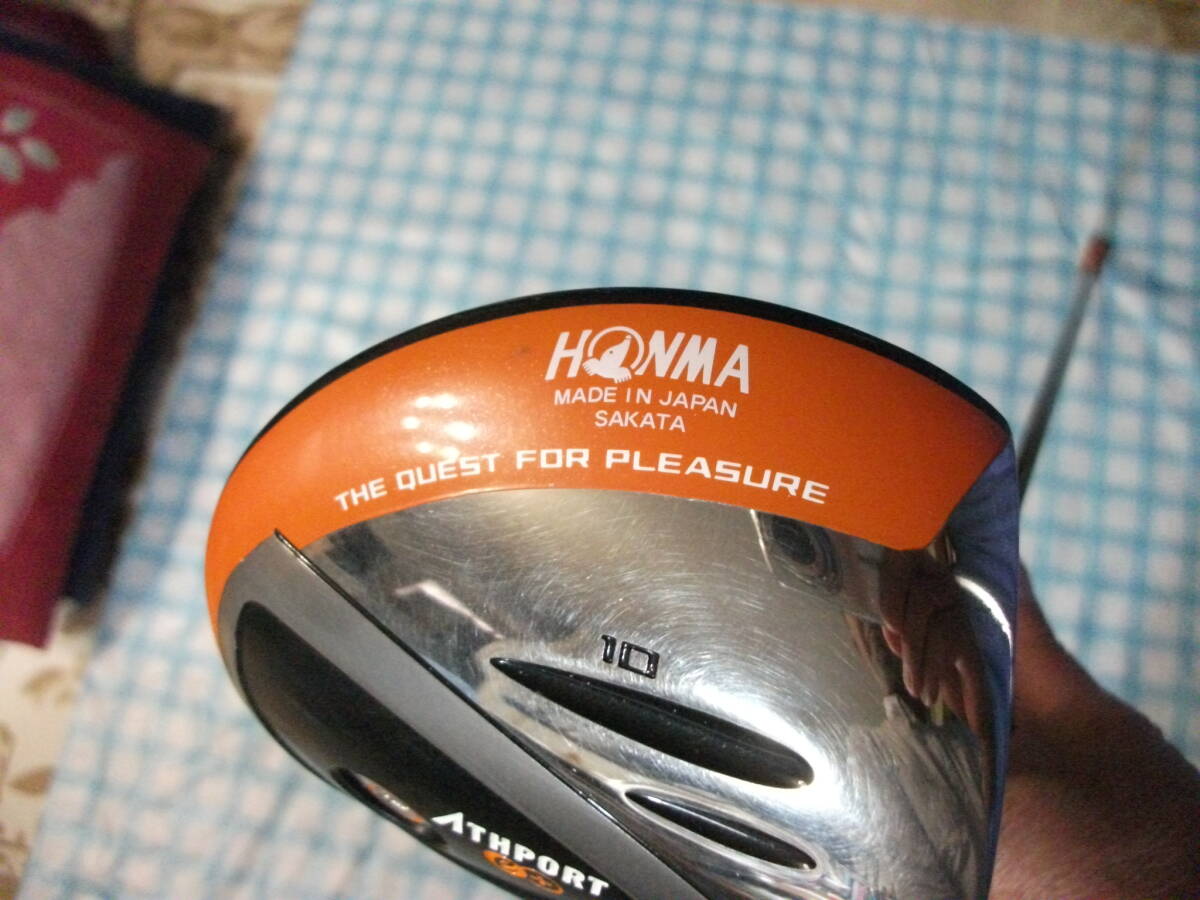 HONMA
MADE IN JAPAN
SAKATA
THE QUEST FOR PLEASURE
10
ATHPORT